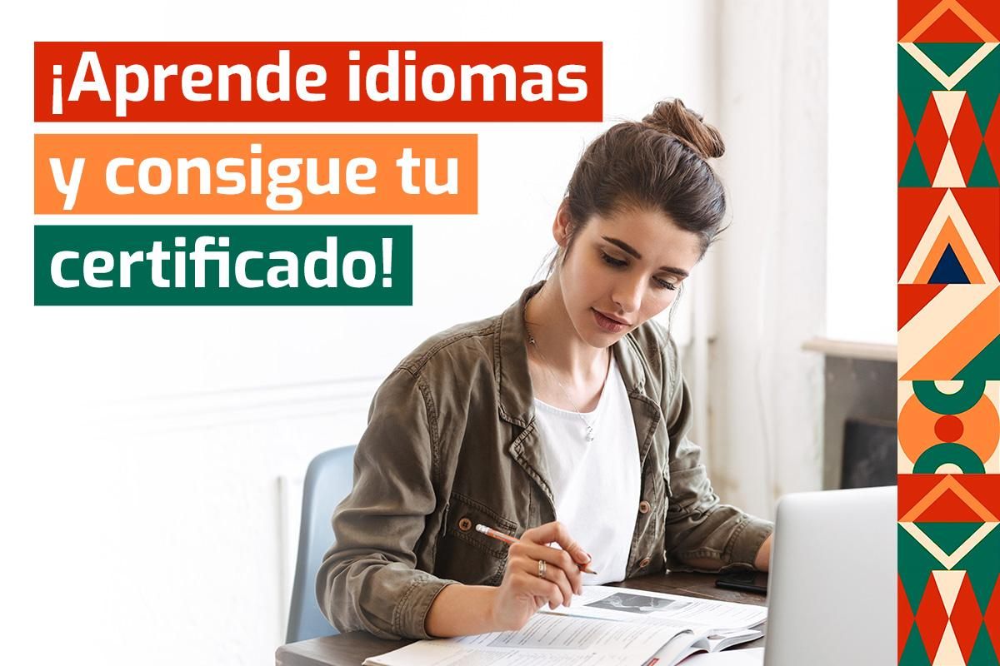 ¡Aprende idiomas
y consigue tu
certificado!